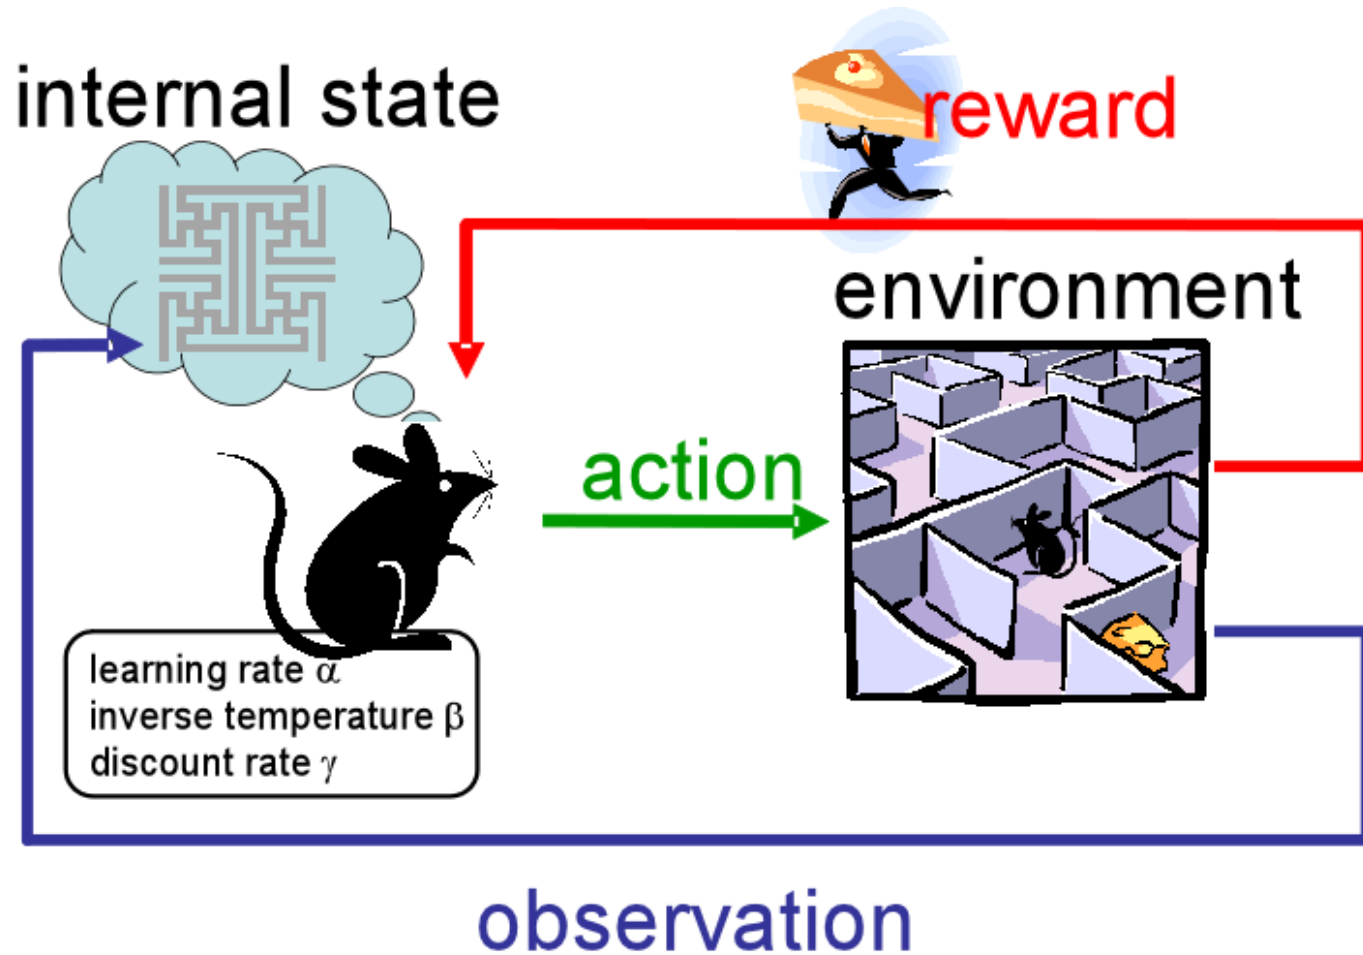 internal state
reward
environment
action
learning rate α
inverse temperature β
discount rate γ
observation